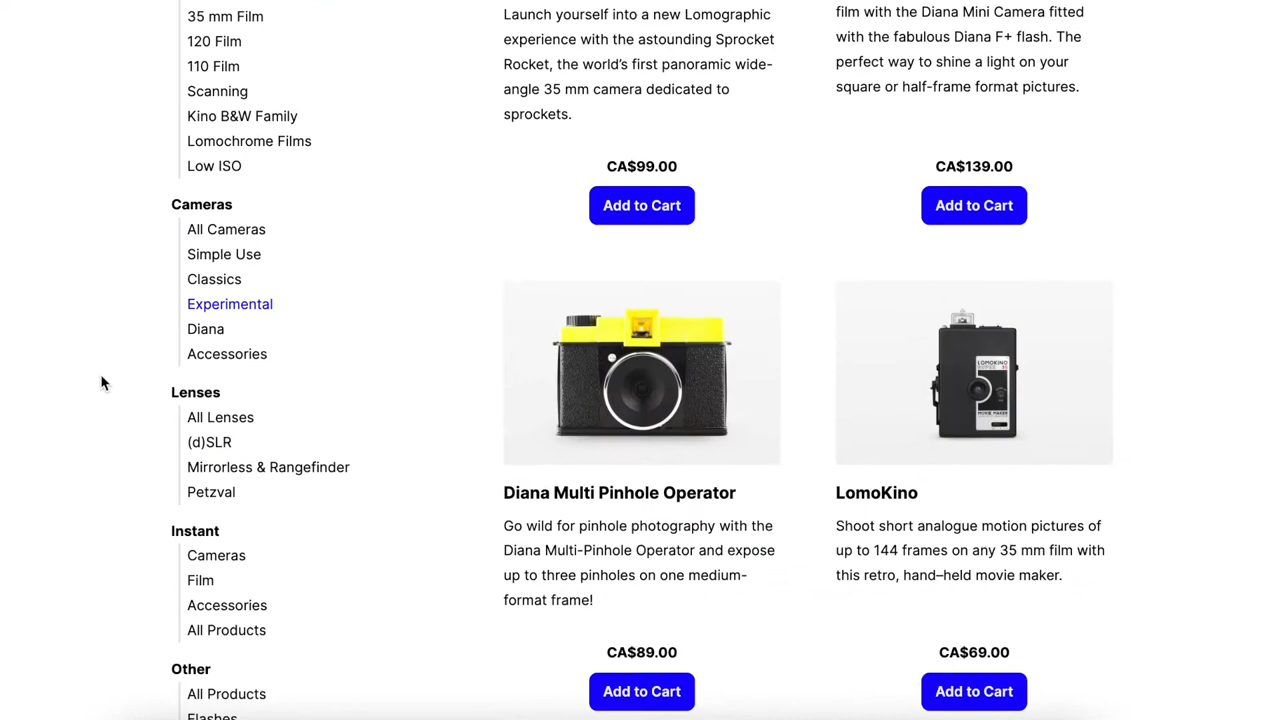 35 mm Film
120 Film
110 Film
Scanning
Kino B&W Family
Lomochrome Films
Low ISO
Cameras
All Cameras
Simple Use
Classics
Experimental
Diana
Accessories
Lenses
All Lenses
(d)SLR
Mirrorless & Rangefinder
Petzval
Instant
Cameras
Film
Accessories
All Products
Other
All Products
Flashes
Launch yourself into a new Lomographic
experience with the astounding Sprocket
Rocket, the world’s first panoramic wide-
angle 35 mm camera dedicated to
sprockets.
CA$99.00
Add to Cart
film with the Diana Mini Camera fitted
with the fabulous Diana F+ flash. The
perfect way to shine a light on your
square or half-frame format pictures.
CA$139.00
Add to Cart
Diana Multi Pinhole Operator
Go wild for pinhole photography with the
Diana Multi-Pinhole Operator and expose
up to three pinholes on one medium-
format frame!
CA$89.00
Add to Cart
LOMOKINO
MOVIE MAKER
LomoKino
Shoot short analogue motion pictures of
up to 144 frames on any 35 mm film with
this retro, hand–held movie maker.
CA$69.00
Add to Cart